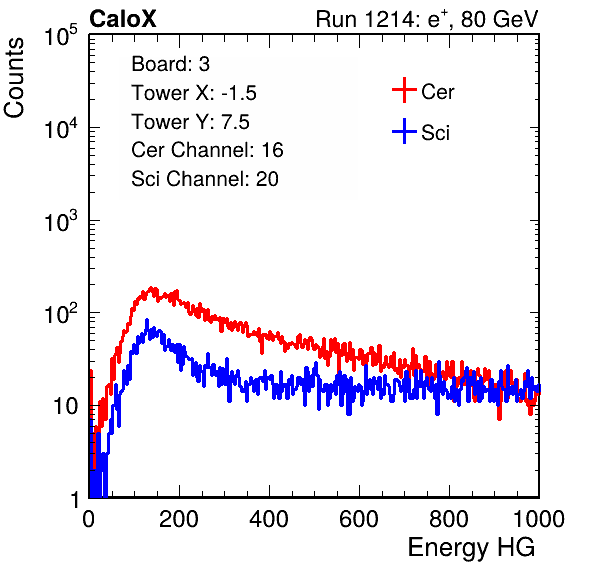 CaloX Run 1214: e⁺, 80 GeV
Counts
10⁵
10⁴
10³
10²
10
1
Board: 3
Tower X: -1.5
Tower Y: 7.5
Cer Channel: 16
Sci Channel: 20
Cer
Sci
0 200 400 600 800 1000
Energy HG